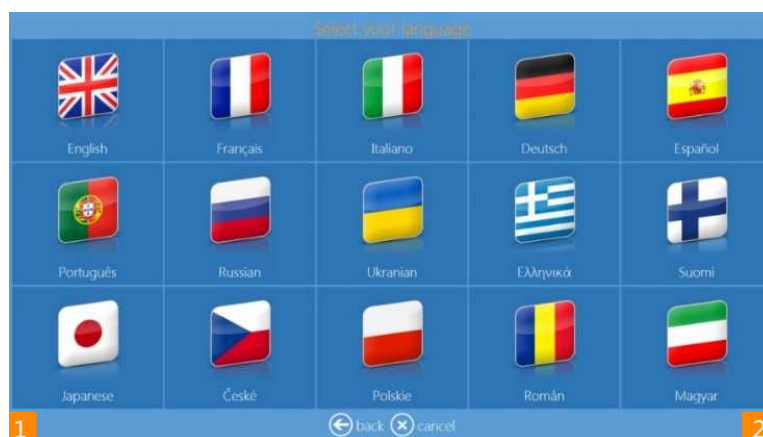 Select your language
English
Français
Italiano
Deutsch
Español
Português
Russian
Ukranian
Ελληνικά
Suomi
Japanese
České
Polskie
Român
Magyar
1
back
cancel
2